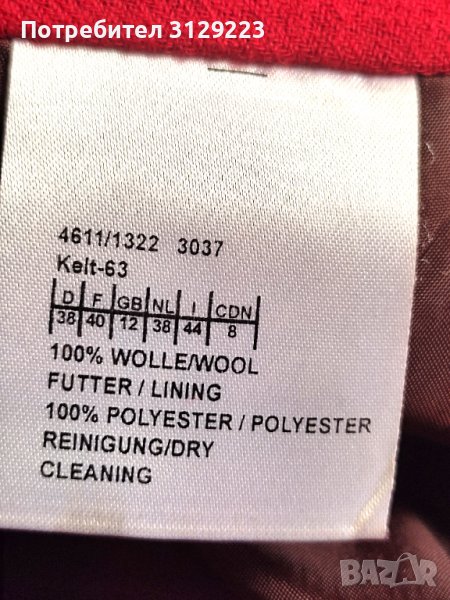 Потребител 3129223
4611/1322 3037
Kelt-63
D F GB NL I CDN
38 40 12 38 44 8
100% WOLLE/WOOL
FUTTER / LINING
100% POLYESTER / POLYESTER
REINIGUNG/DRY
CLEANING
BAZAR